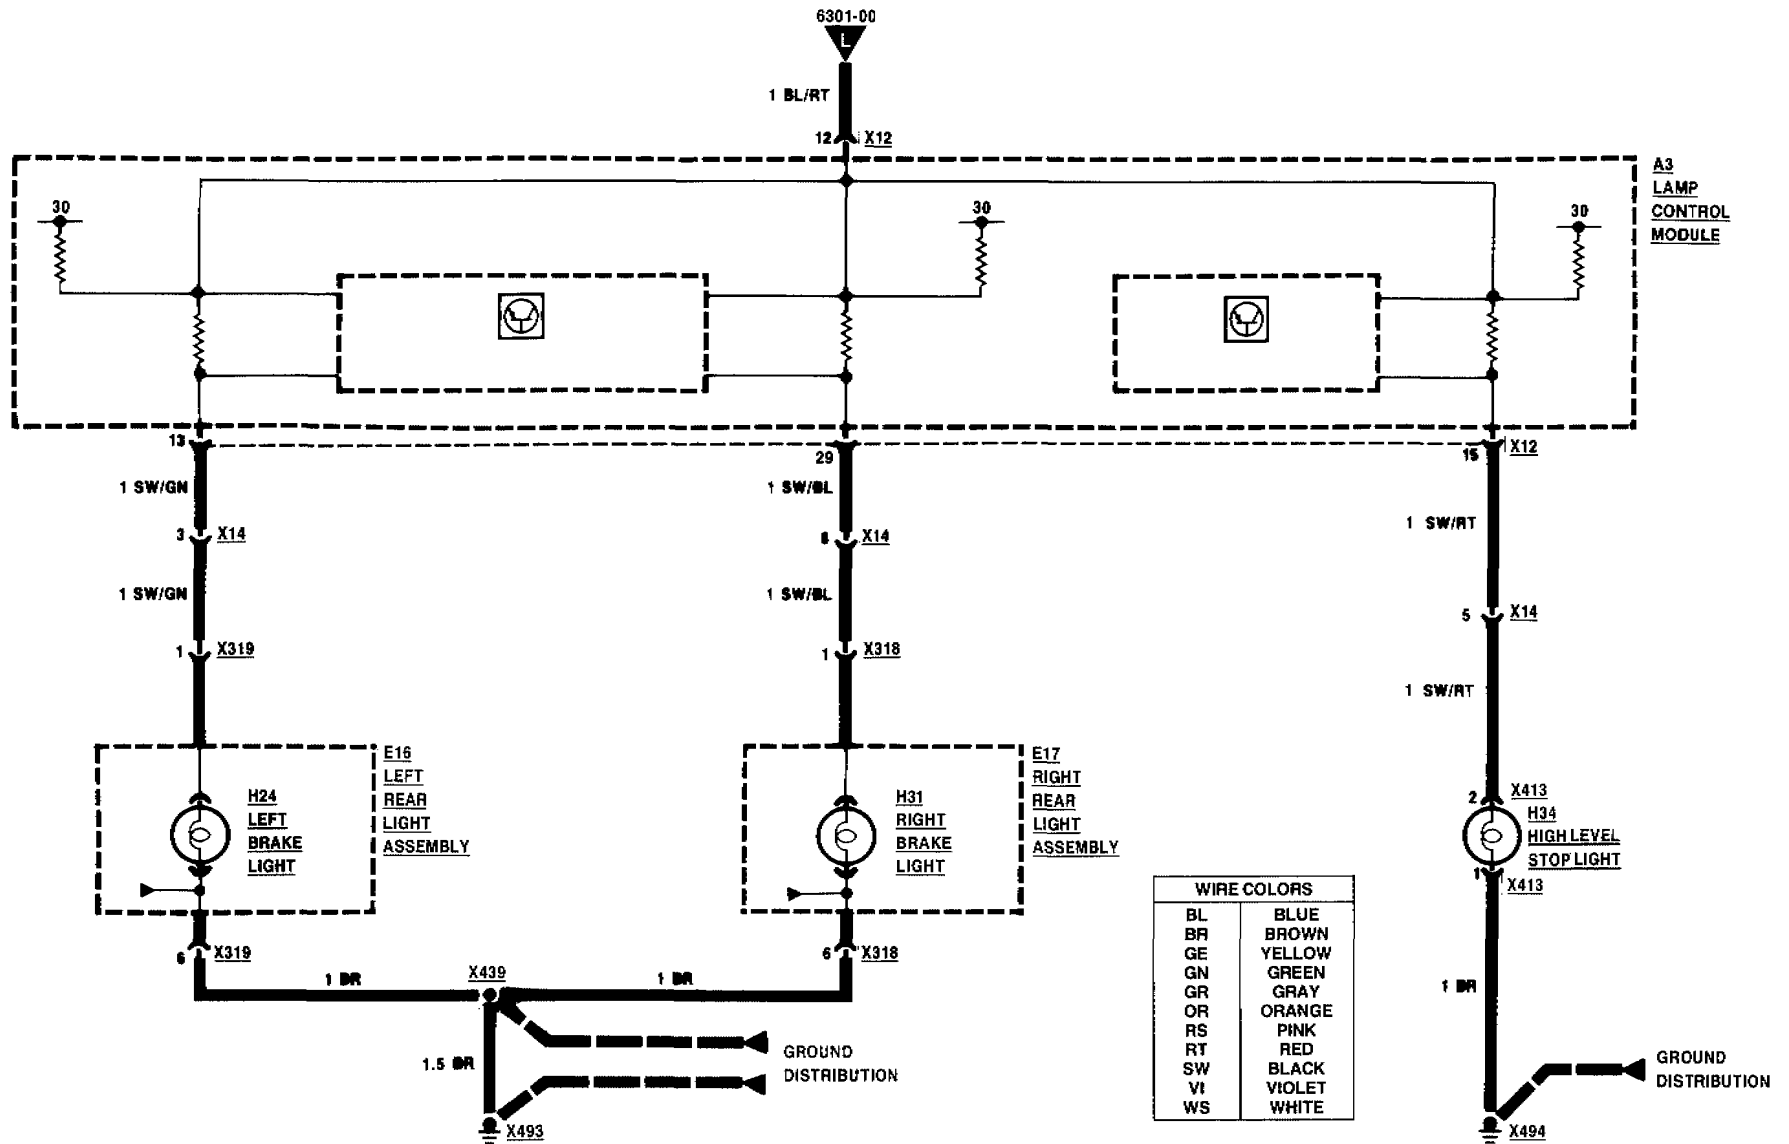 6301-00
L
1 BL/RT
12 X12
A3
LAMP
CONTROL
MODULE
30
30
30
13
29
15 X12
1 SW/GN
1 SW/BL
1 SW/RT
3 X14
8 X14
5 X14
1 SW/GN
1 SW/BL
1 SW/RT
1 X319
1 X318
E16
LEFT
REAR
LIGHT
ASSEMBLY
H24
LEFT
BRAKE
LIGHT
E17
RIGHT
REAR
LIGHT
ASSEMBLY
H31
RIGHT
BRAKE
LIGHT
2 X413
H34
HIGH LEVEL
STOP LIGHT
1 X413
6 X319
6 X318
1 BR
X439
1 BR
1 BR
1.5 BR
GROUND
DISTRIBUTION
X493
WIRE COLORS
BL BLUE
BR BROWN
GE YELLOW
GN GREEN
GR GRAY
OR ORANGE
RS PINK
RT RED
SW BLACK
VI VIOLET
WS WHITE
GROUND
DISTRIBUTION
X494